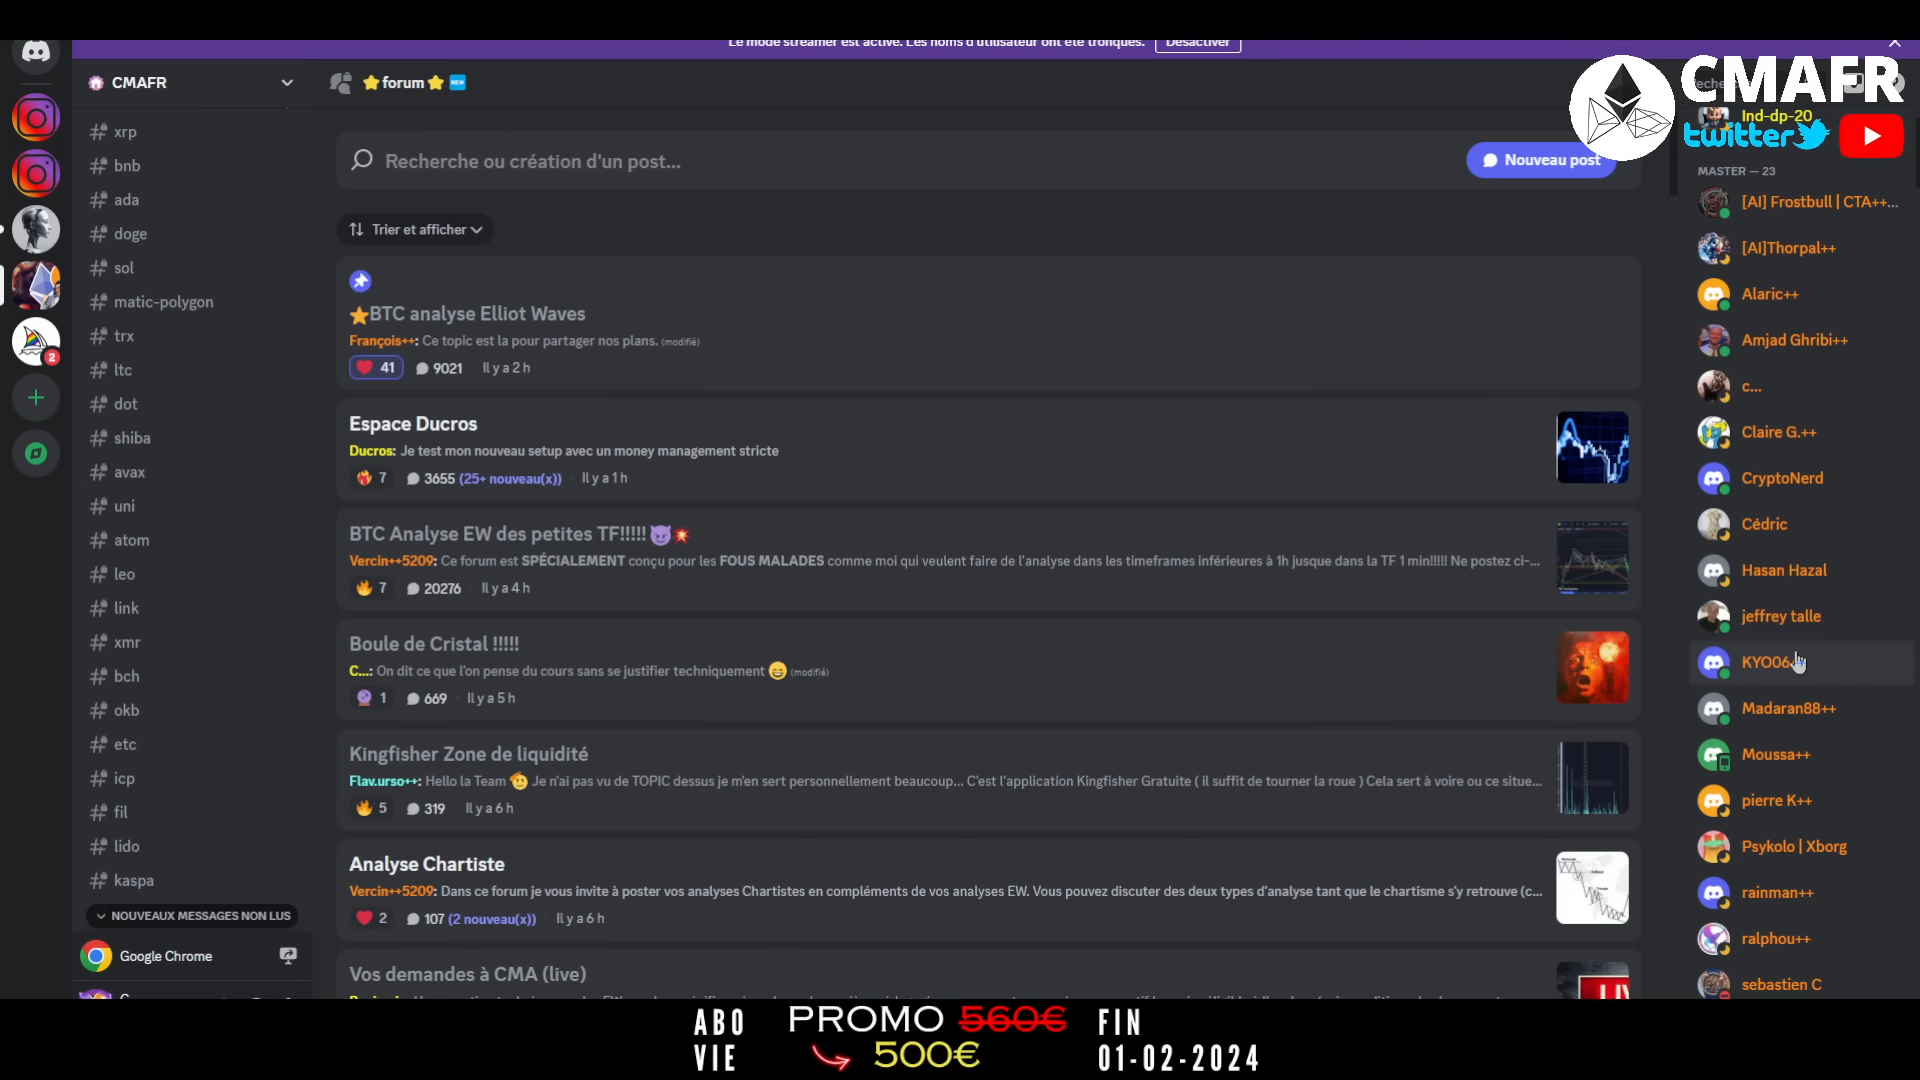 Le mode streamer est activé. Les noms d'utilisateur ont été tronqués.
Désactiver
CMAFR
xrp
bnb
ada
doge
sol
matic-polygon
trx
ltc
dot
shiba
avax
uni
atom
leo
link
xmr
bch
okb
etc
icp
fil
lido
kaspa
NOUVEAUX MESSAGES NON LUS
Google Chrome
2
⭐forum⭐
NEW
Recherche ou création d'un post...
Nouveau post
Trier et afficher
⭐BTC analyse Elliot Waves
François++: Ce topic est la pour partager nos plans. (modifié)
41 9021 Il y a 2 h
Espace Ducros
Ducros: Je test mon nouveau setup avec un money management stricte
7 3655 (25+ nouveau(x)) Il y a 1 h
BTC Analyse EW des petites TF!!!!! 😈💥
Vercin++5209: Ce forum est SPÉCIALEMENT conçu pour les FOUS MALADES comme moi qui veulent faire de l'analyse dans les timeframes inférieures à 1h jusque dans la TF 1 min!!!!! Ne postez ci-...
7 20276 Il y a 4 h
Boule de Cristal !!!!!
C...: On dit ce que l'on pense du cours sans se justifier techniquement 😄 (modifié)
1 669 Il y a 5 h
Kingfisher Zone de liquidité
Flav.urso++: Hello la Team 🫡 Je n'ai pas vu de TOPIC dessus je m'en sert personnellement beaucoup... C'est l'application Kingfisher Gratuite ( il suffit de tourner la roue ) Cela sert à voire ou ce situe...
5 319 Il y a 6 h
Analyse Chartiste
Vercin++5209: Dans ce forum je vous invite à poster vos analyses Chartistes en compléments de vos analyses EW. Vous pouvez discuter des deux types d'analyse tant que le chartisme s'y retrouve (c...
2 107 (2 nouveau(x)) Il y a 6 h
Vos demandes à CMA (live)
CMAFR
twitter
Ind-dp-20
MASTER — 23
[AI] Frostbull | CTA++...
[AI]Thorpal++
Alaric++
Amjad Ghribi++
c...
Claire G.++
CryptoNerd
Cédric
Hasan Hazal
jeffrey talle
KYO06
Madaran88++
Moussa++
pierre K++
Psykolo | Xborg
rainman++
ralphou++
sebastien C
ABO PROMO 560€ FIN
VIE 500€ 01-02-2024